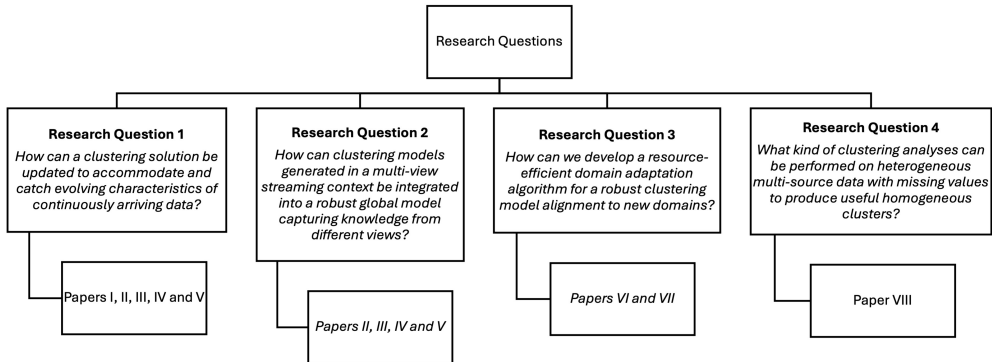 Research Questions
Research Question 1
How can a clustering solution be
updated to accommodate and
catch evolving characteristics of
continuously arriving data?
Papers I, II, III, IV and V
Research Question 2
How can clustering models
generated in a multi-view
streaming context be integrated
into a robust global model
capturing knowledge from
different views?
Papers II, III, IV and V
Research Question 3
How can we develop a resource-
efficient domain adaptation
algorithm for a robust clustering
model alignment to new domains?
Papers VI and VII
Research Question 4
What kind of clustering analyses can
be performed on heterogeneous
multi-source data with missing values
to produce useful homogeneous
clusters?
Paper VIII